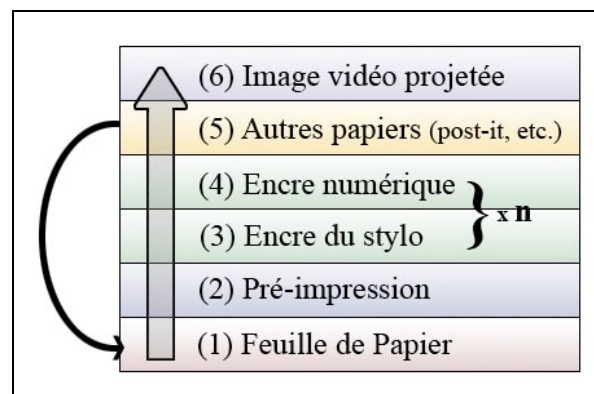 (6) Image vidéo projetée
(5) Autres papiers (post-it, etc.)
(4) Encre numérique
(3) Encre du stylo
} x n
(2) Pré-impression
(1) Feuille de Papier